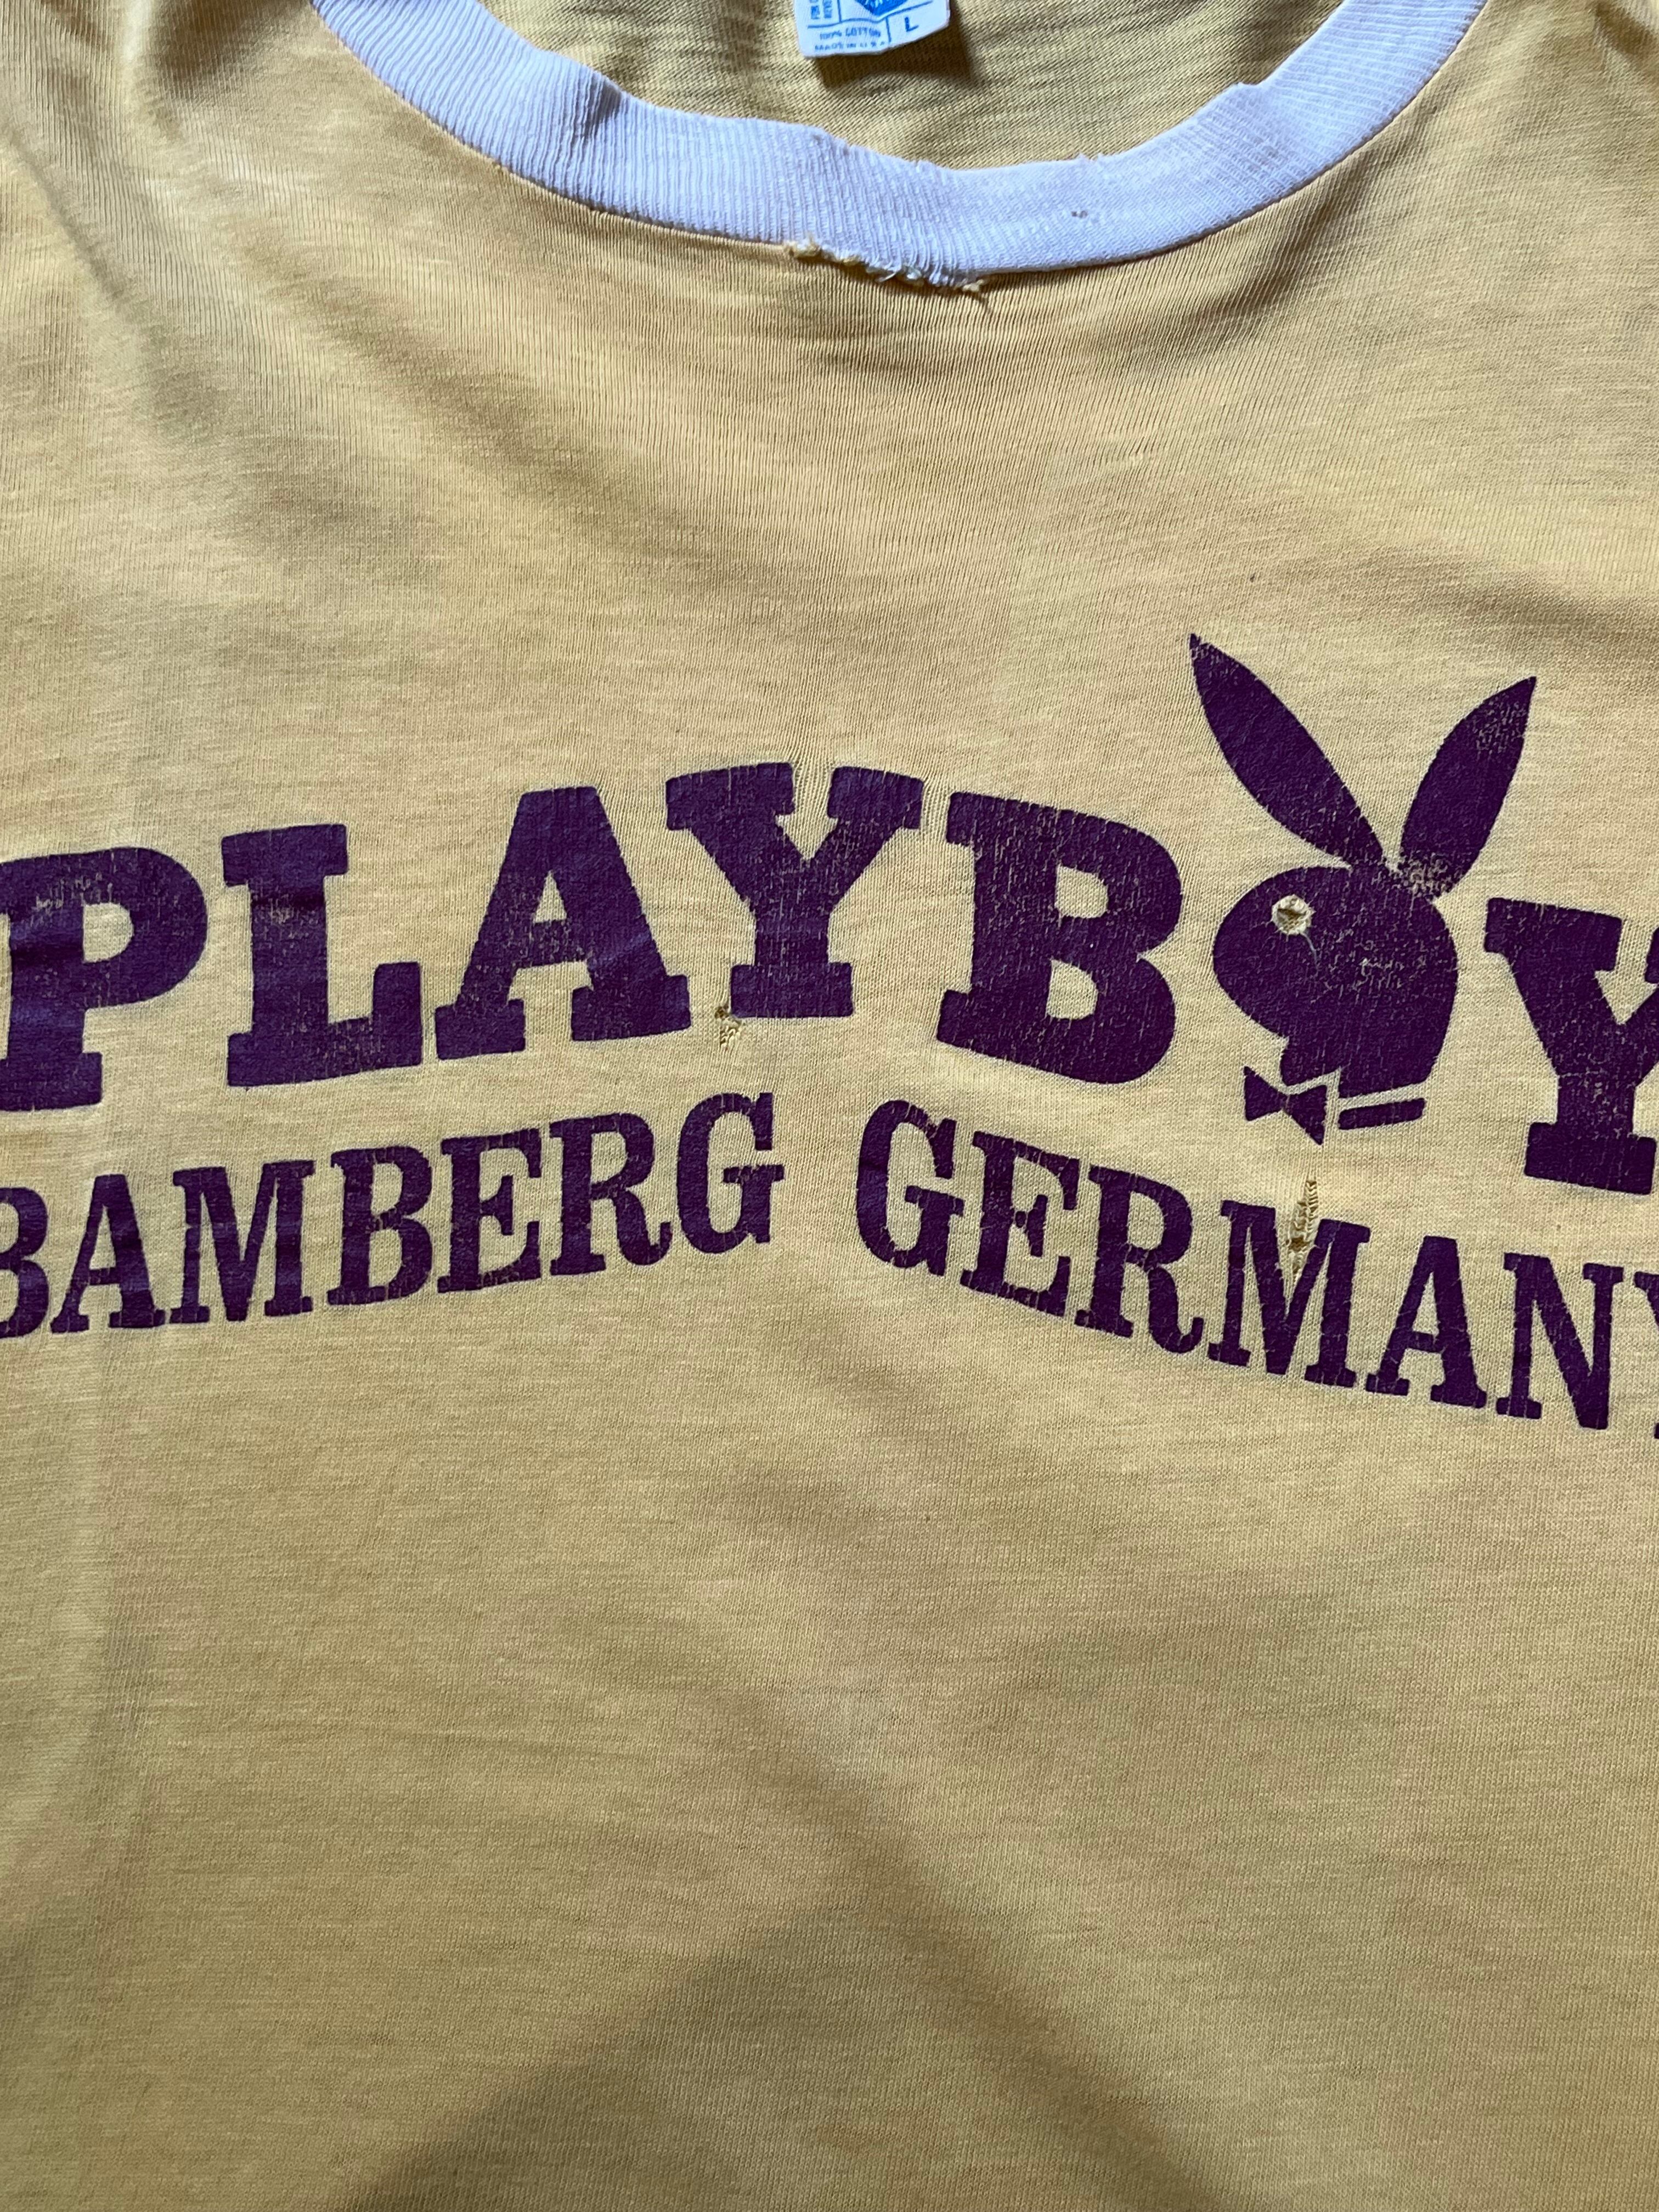 100% COTTON
MADE IN U.S.A.
L
PLAYBOY
BAMBERG GERMANY